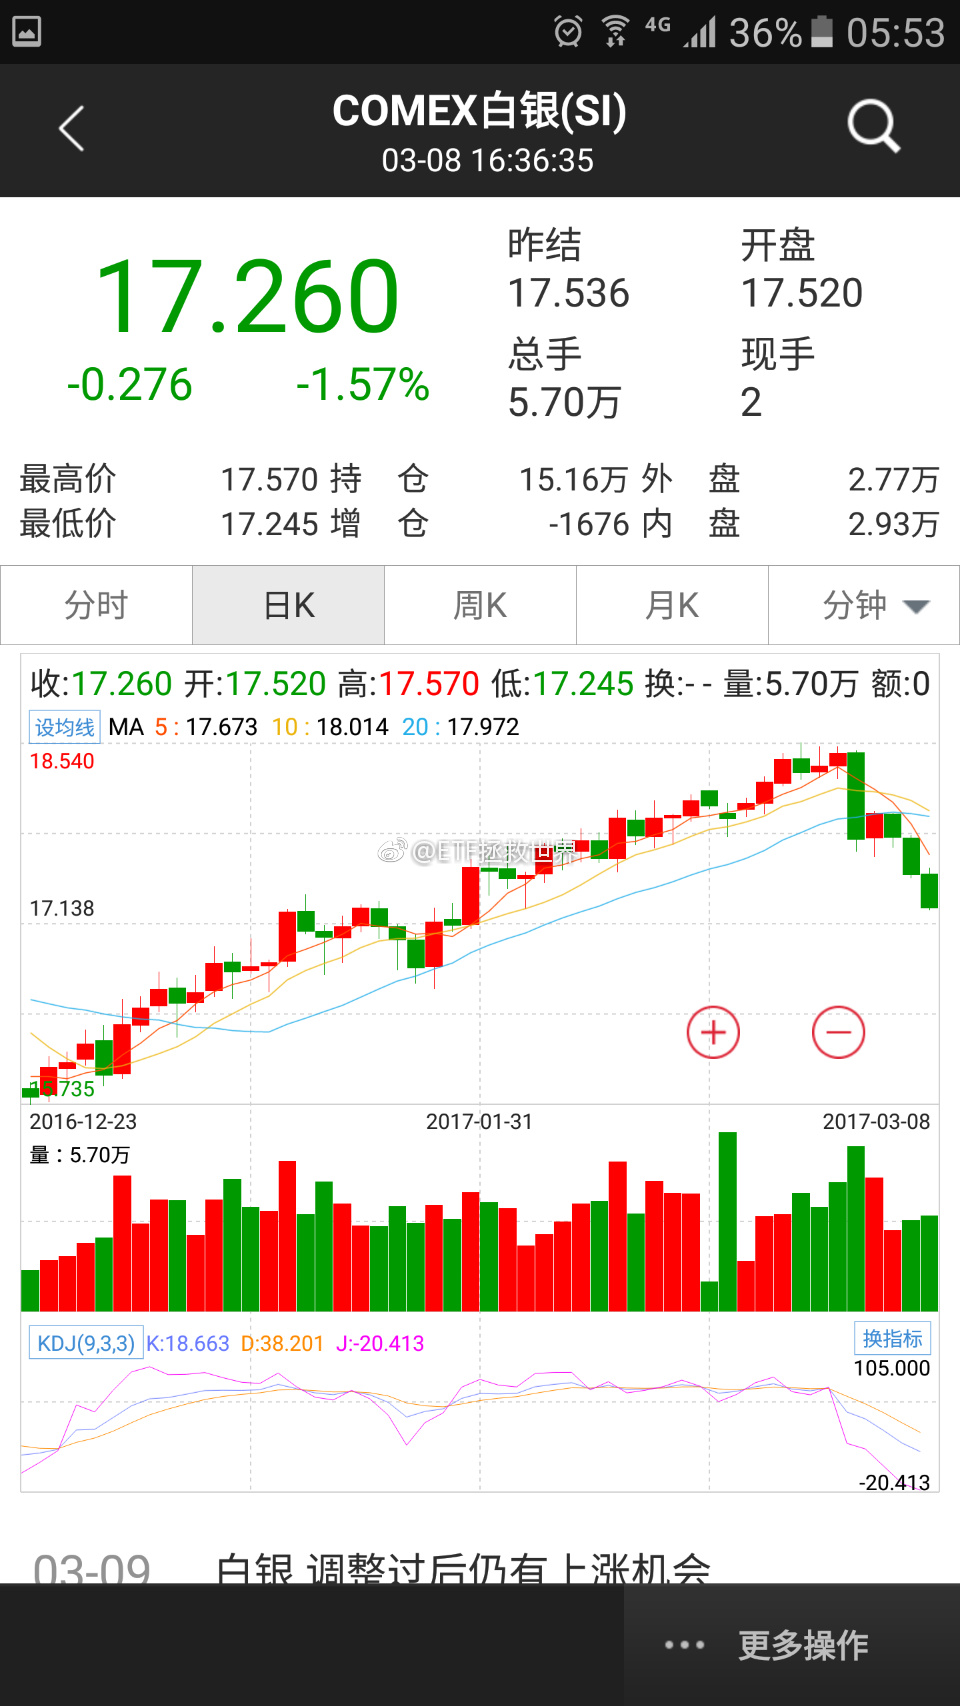 4G 36% 05:53
COMEX白银(SI)
03-08 16:36:35
17.260
-0.276 -1.57%
昨结 开盘
17.536 17.520
总手 现手
5.70万 2
最高价 17.570 持 仓 15.16万 外 盘 2.77万
最低价 17.245 增 仓 -1676 内 盘 2.93万
分时 日K 周K 月K 分钟
收:17.260 开:17.520 高:17.570 低:17.245 换:-- 量:5.70万 额:0
设均线 MA 5:17.673 10:18.014 20:17.972
18.540
@ETF拯救世界
17.138
15.735
2016-12-23 2017-01-31 2017-03-08
量:5.70万
KDJ(9,3,3) K:18.663 D:38.201 J:-20.413 换指标
105.000
-20.413
03-09 白银 调整过后仍有上涨机会
更多操作